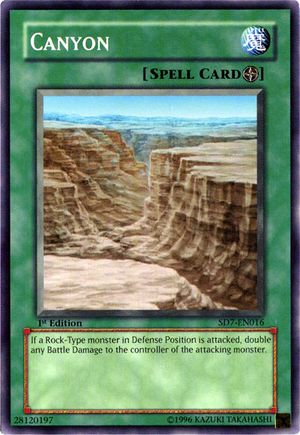 CANYON
魔
[SPELL CARD]
1st Edition
SD7-EN016
If a Rock-Type monster in Defense Position is attacked, double
any Battle Damage to the controller of the attacking monster.
28120197
©1996 KAZUKI TAKAHASHI